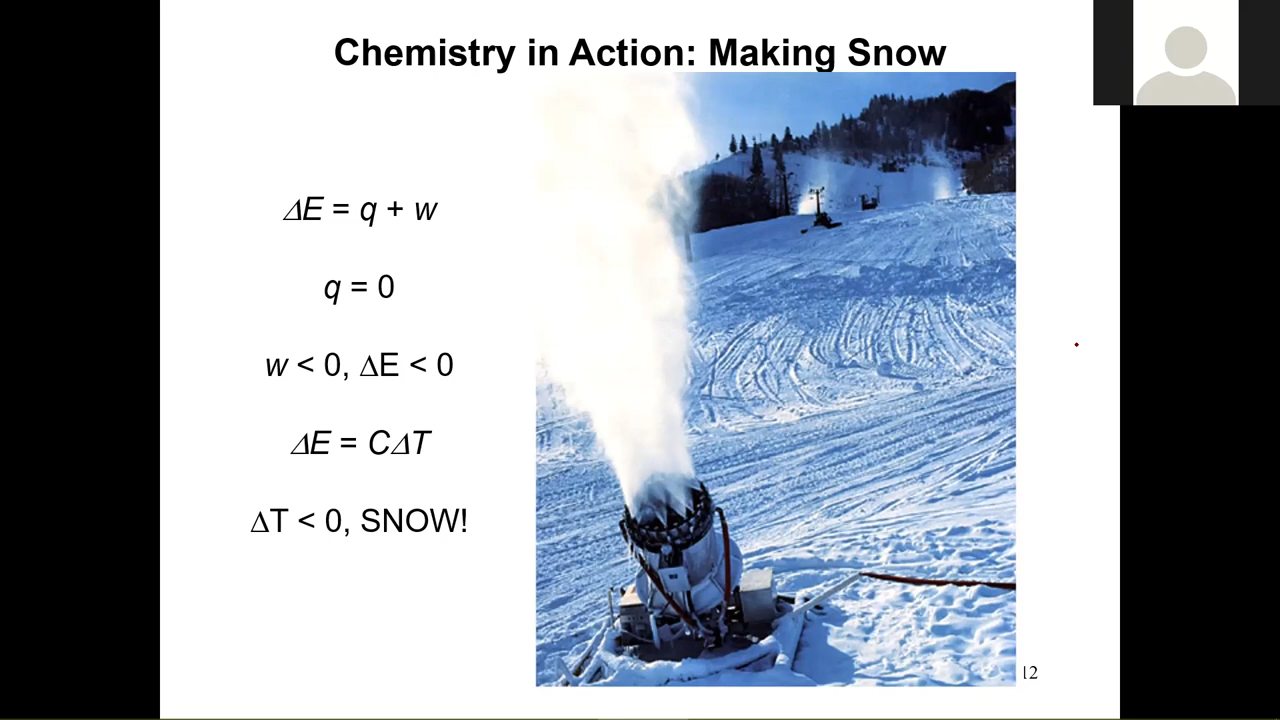 Chemistry in Action: Making Snow
ΔE = q + w
q = 0
w < 0, ΔE < 0
ΔE = CΔT
ΔT < 0, SNOW!
12